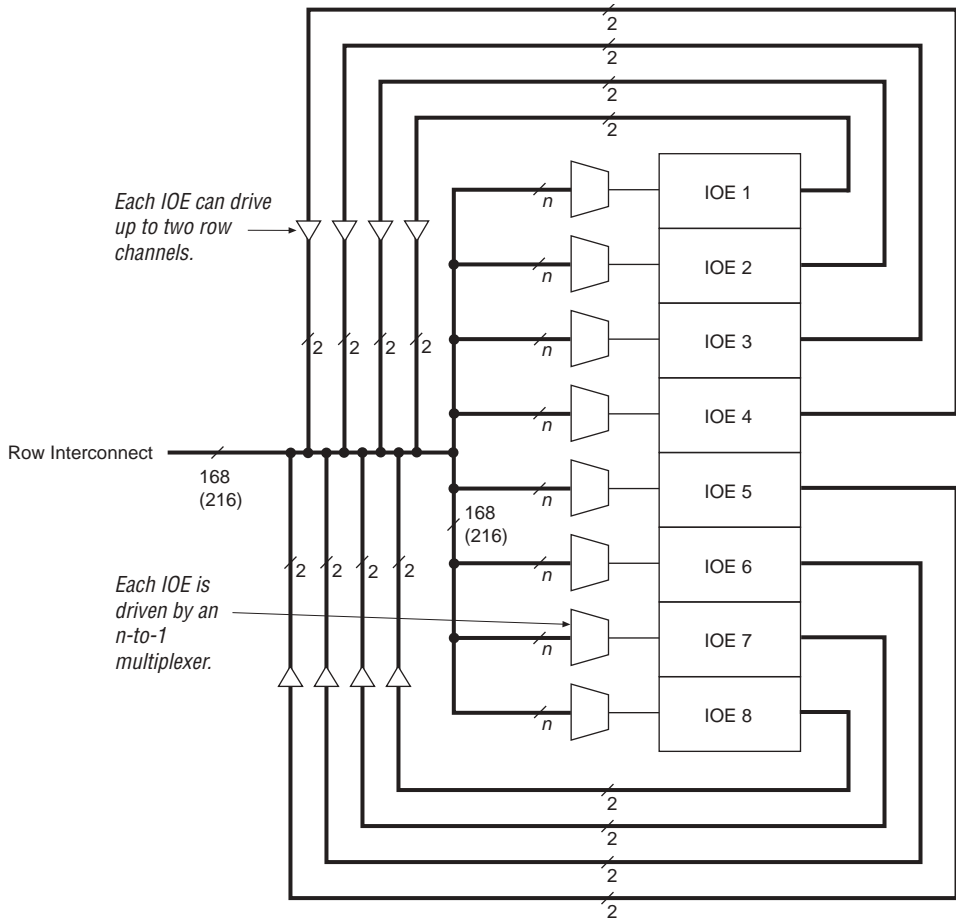 2
2
2
2
Each IOE can drive
up to two row
channels.
n
IOE 1
n
IOE 2
n
IOE 3
2
2
2
2
n
IOE 4
Row Interconnect
168
(216)
n
IOE 5
168
(216)
2
2
2
2
n
IOE 6
Each IOE is
driven by an
n-to-1
multiplexer.
n
IOE 7
n
IOE 8
2
2
2
2